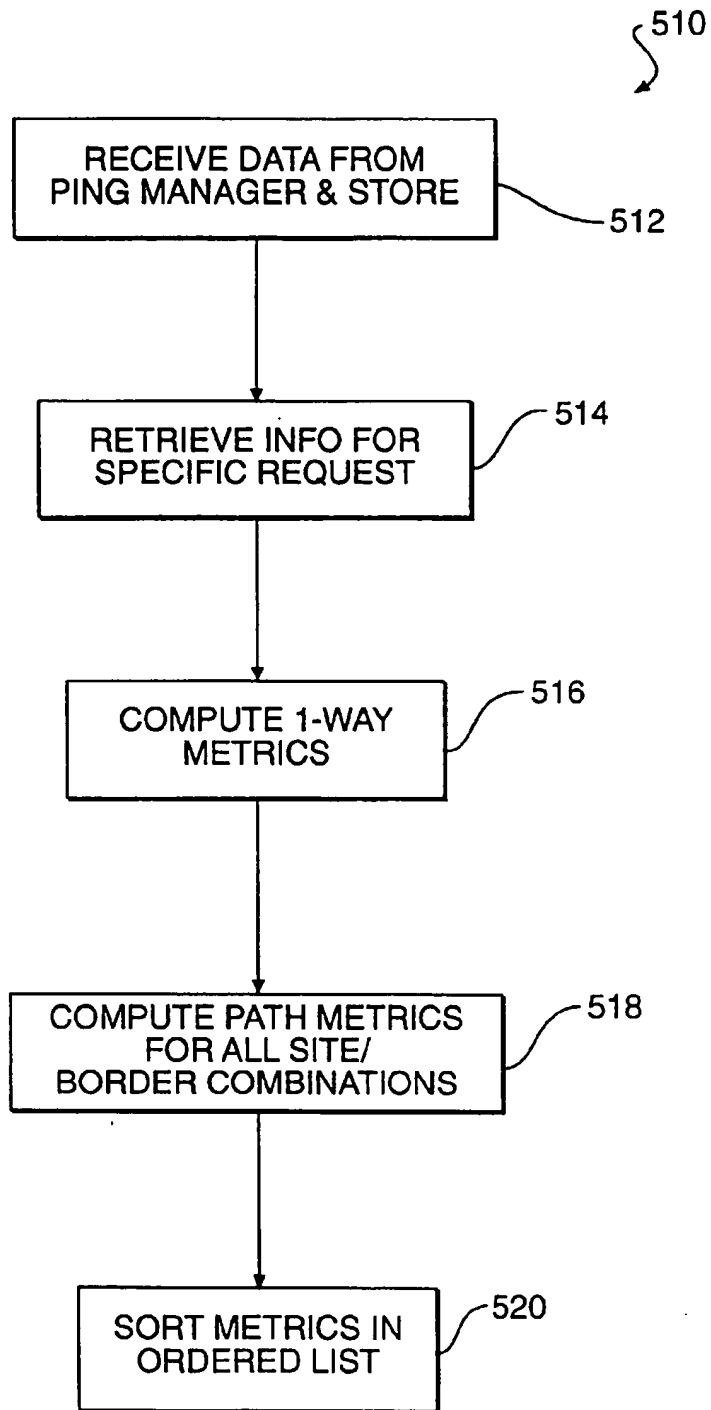 510
RECEIVE DATA FROM
PING MANAGER & STORE
512
RETRIEVE INFO FOR
SPECIFIC REQUEST
514
COMPUTE 1-WAY
METRICS
516
COMPUTE PATH METRICS
FOR ALL SITE/
BORDER COMBINATIONS
518
SORT METRICS IN
ORDERED LIST
520